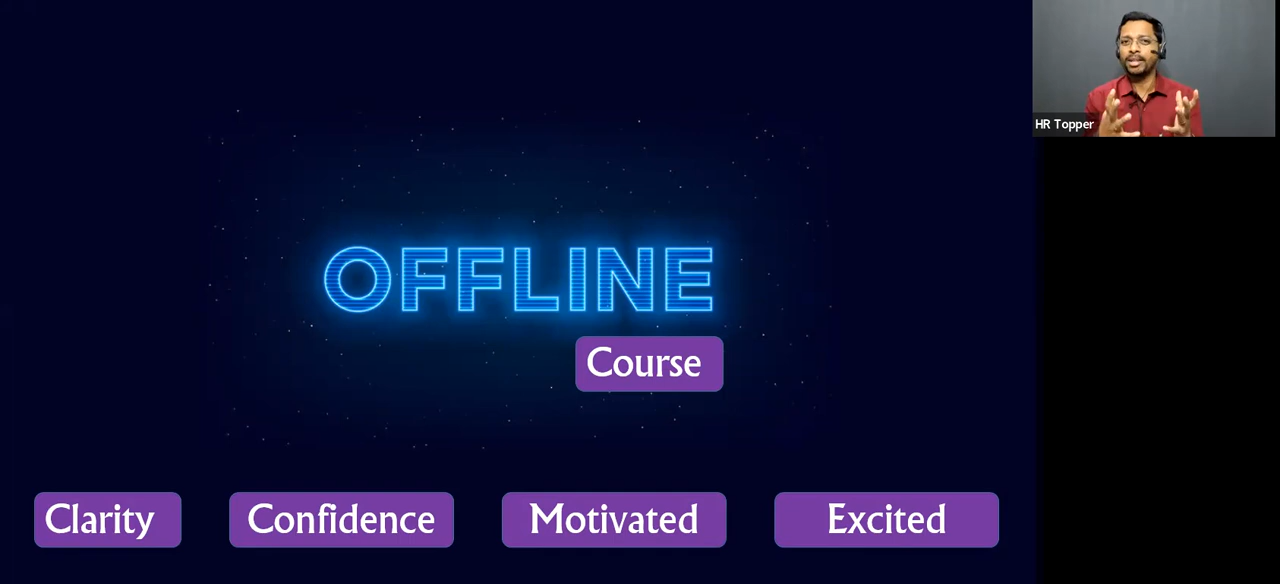 HR Topper
OFFLINE
Course
Clarity
Confidence
Motivated
Excited